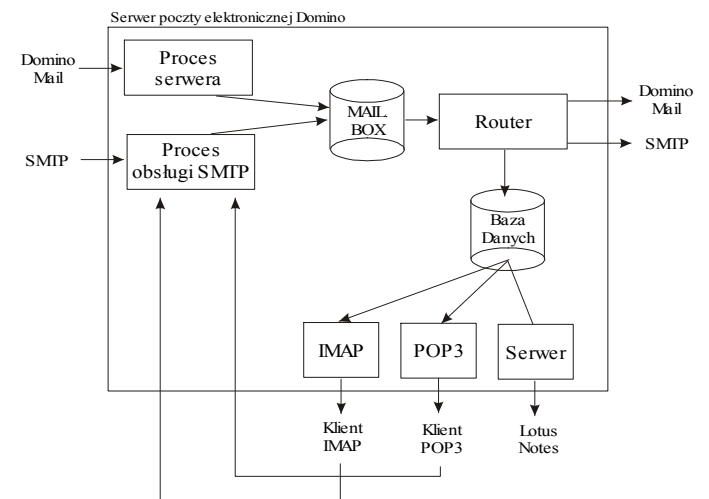 Serwer poczty elektronicznej Domino
Domino
Mail
Proces
serwera
SMTP
Proces
obsługi SMTP
MAIL
BOX
Router
Domino
Mail
SMTP
Baza
Danych
IMAP
POP3
Serwer
Klient
IMAP
Klient
POP3
Lotus
Notes